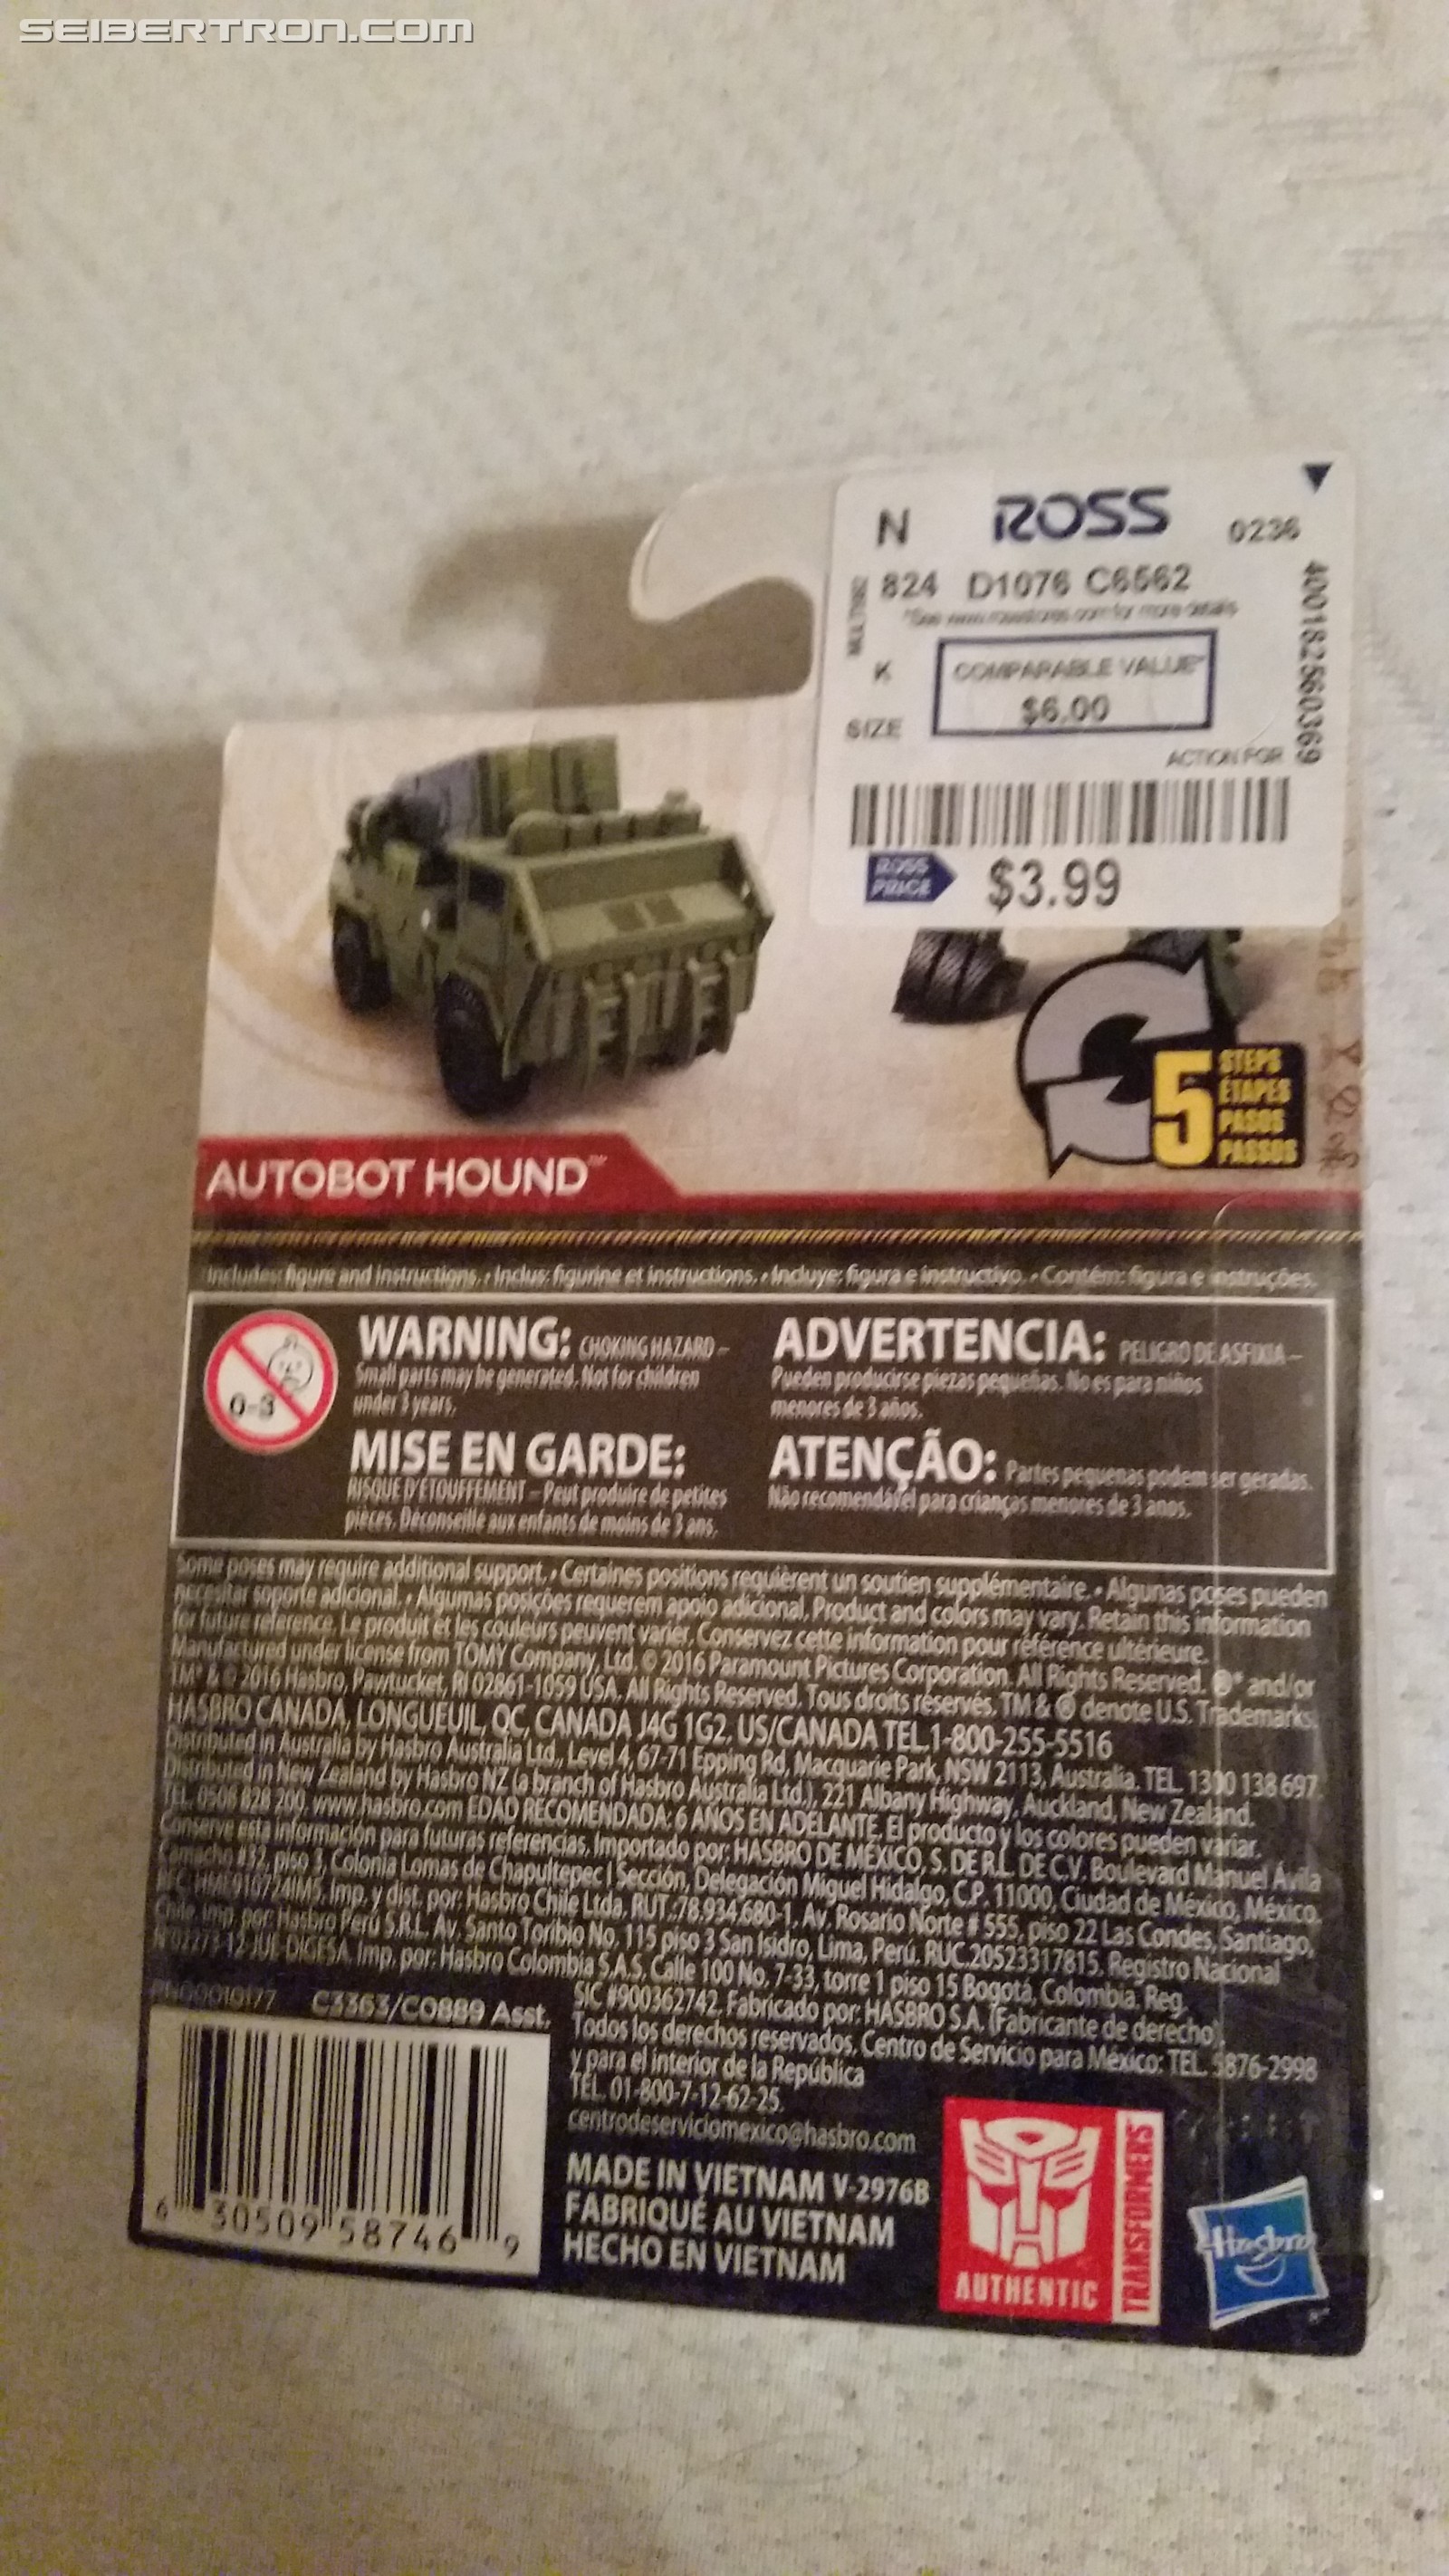 SEIBERTRON.COM
N ROSS 0236
824 D1076 C6562
400182560369
K
COMPARABLE VALUE*
$6.00
SIZE
ACTION FOR
ROSS
PRICE
$3.99
5
STEPS
ÉTAPES
PASOS
PASSOS
AUTOBOT HOUND™
Includes: figure and instructions. • Inclus: figurine et instructions. • Incluye: figura e instructivo. • Contém: figura e instruções.
0-3
WARNING: CHOKING HAZARD –
Small parts may be generated. Not for children
under 3 years.
MISE EN GARDE:
RISQUE D'ÉTOUFFEMENT – Peut produire de petites
pièces. Déconseillé aux enfants de moins de 3 ans.
ADVERTENCIA: PELIGRO DE ASFIXIA –
Pueden producirse piezas pequeñas. No es para niños
menores de 3 años.
ATENÇÃO: Partes pequenas podem ser geradas.
Não recomendável para crianças menores de 3 anos.
Some poses may require additional support. • Certaines positions requièrent un soutien supplémentaire. • Algunas poses pueden
necesitar soporte adicional. • Algumas posições requerem apoio adicional. Product and colors may vary. Retain this information
for future reference. Le produit et les couleurs peuvent varier. Conservez cette information pour référence ultérieure.
Manufactured under license from TOMY Company, Ltd. © 2016 Paramount Pictures Corporation. All Rights Reserved. ®* and/or
TM* & © 2016 Hasbro, Pawtucket, RI 02861-1059 USA. All Rights Reserved. Tous droits réservés. TM & ® denote U.S. Trademarks.
HASBRO CANADA, LONGUEUIL, QC, CANADA J4G 1G2. US/CANADA TEL.1-800-255-5516
Distributed in Australia by Hasbro Australia Ltd., Level 4, 67-71 Epping Rd, Macquarie Park, NSW 2113, Australia. TEL. 1300 138 697.
Distributed in New Zealand by Hasbro NZ (a branch of Hasbro Australia Ltd.), 221 Albany Highway, Auckland, New Zealand.
TEL. 0508 828 200. www.hasbro.com EDAD RECOMENDADA: 6 AÑOS EN ADELANTE. El producto y los colores pueden variar.
Conserve esta información para futuras referencias. Importado por: HASBRO DE MÉXICO, S. DE R.L. DE C.V. Boulevard Manuel Ávila
Camacho #32, piso 3, Colonia Lomas de Chapultepec I Sección, Delegación Miguel Hidalgo, C.P. 11000, Ciudad de México, México.
Imp. y dist. por: Hasbro Chile Ltda, RUT.:78.934.680-1, Av. Rosario Norte # 555, piso 22 Las Condes, Santiago,
Chile. Imp. por: Hasbro Perú S.R.L. Av. Santo Toribio No. 115 piso 3 San Isidro, Lima, Perú. RUC.20523317815, Registro Nacional
Imp. por: Hasbro Colombia S.A.S. Calle 100 No. 7-33, torre 1 piso 15 Bogotá, Colombia. Reg.
SIC #900362742. Fabricado por: HASBRO S.A. (Fabricante de derecho).
Todos los derechos reservados. Centro de Servicio para México: TEL. 5876-2998
y para el interior de la República
TEL. 01-800-7-12-62-25.
centrodeserviciomexico@hasbro.com
PN00010177 C3363/C0889 Asst.
6 30509 58746 9
MADE IN VIETNAM V-2976B
FABRIQUÉ AU VIETNAM
HECHO EN VIETNAM
AUTHENTIC
TRANSFORMERS
Hasbro